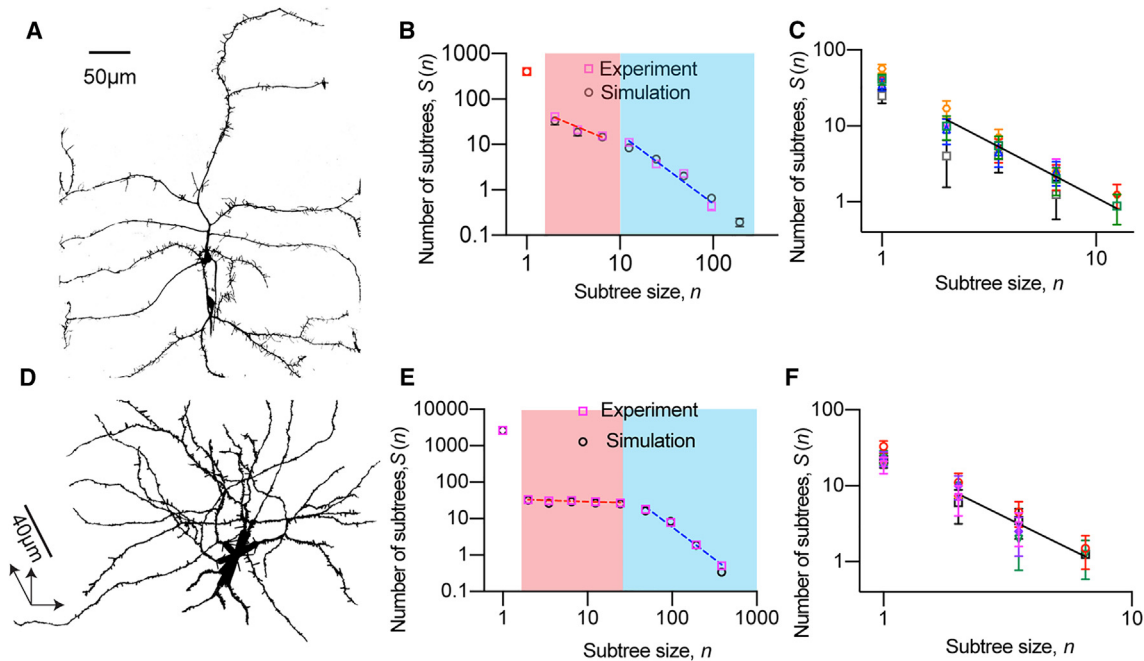 A
50μm
B
Number of subtrees, S(n)
1000
100
10
1
0.1
Experiment
Simulation
1 10 100
Subtree size, n
C
Number of subtrees, S(n)
100
10
1
1 10
Subtree size, n
D
40μm
E
Number of subtrees, S(n)
10000
1000
100
10
1
0.1
Experiment
Simulation
1 10 100 1000
Subtree size, n
F
Number of subtrees, S(n)
100
10
1
1 10
Subtree size, n